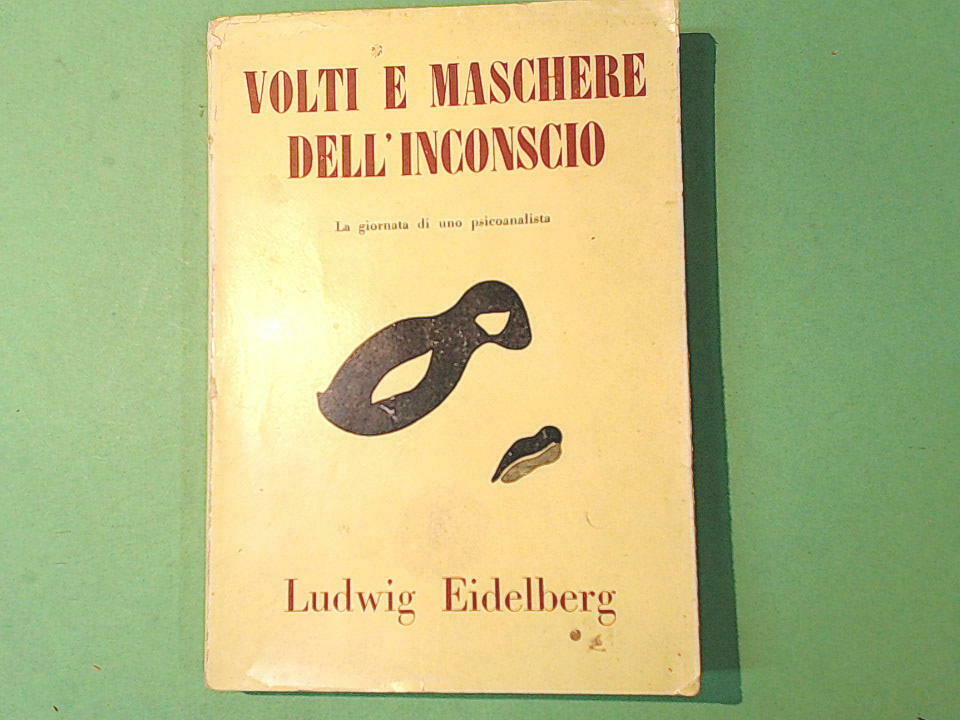 VOLTI E MASCHERE
DELL'INCONSCIO
La giornata di uno psicoanalista
Ludwig Eidelberg